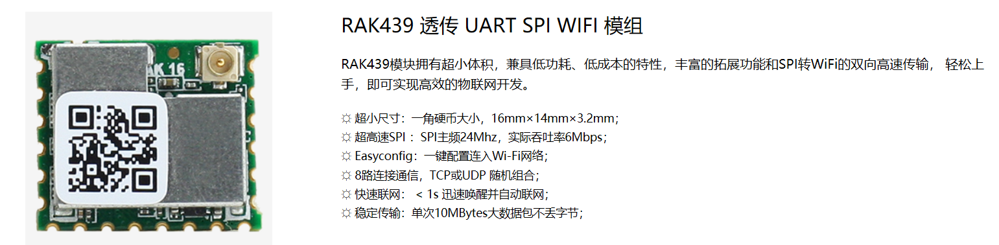 RAK439 透传 UART SPI WIFI 模组
RAK439模块拥有超小体积，兼具低功耗、低成本的特性，丰富的拓展功能和SPI转WiFi的双向高速传输， 轻松上
手，即可实现高效的物联网开发。
☼ 超小尺寸：一角硬币大小，16mm×14mm×3.2mm；
☼ 超高速SPI ：SPI主频24Mhz，实际吞吐率6Mbps；
☼ Easyconfig：一键配置连入Wi-Fi网络；
☼ 8路连接通信，TCP或UDP 随机组合；
☼ 快速联网： < 1s 迅速唤醒并自动联网；
☼ 稳定传输：单次10MBytes大数据包不丢字节；
AK 16